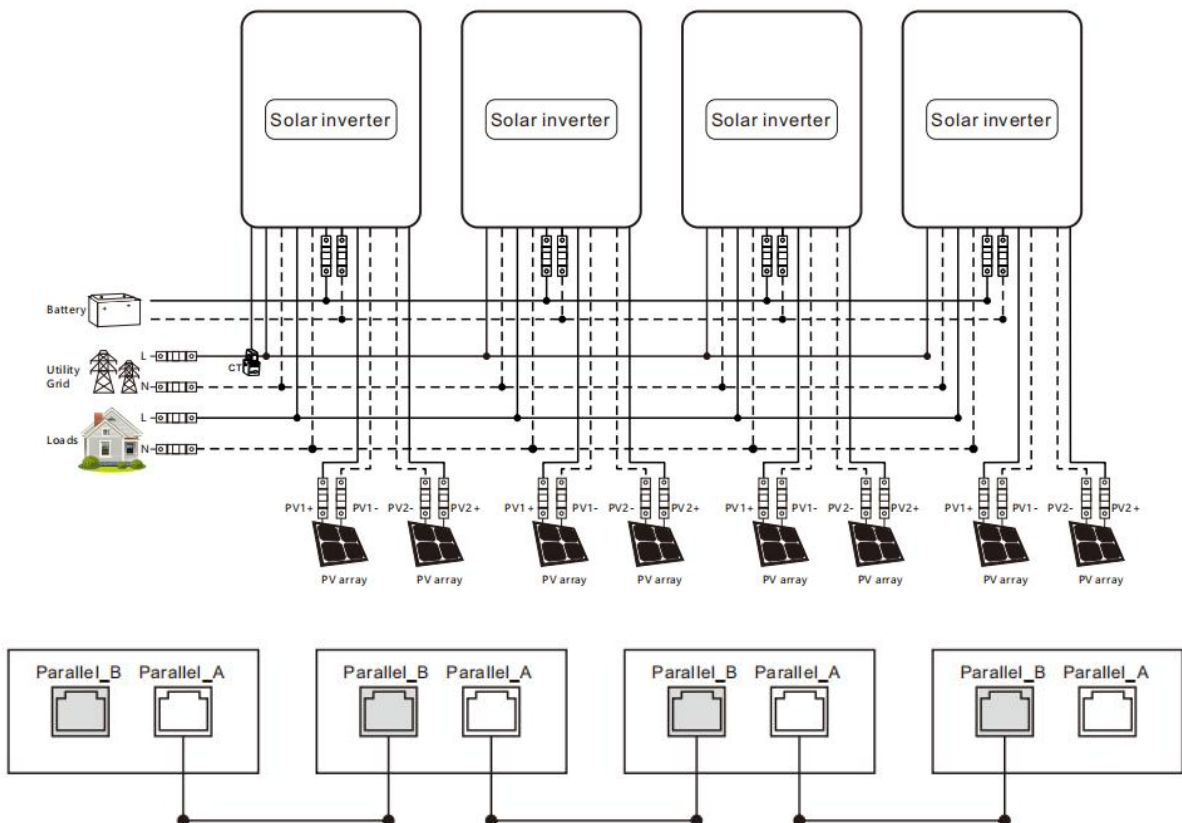 Solar inverter
Solar inverter
Solar inverter
Solar inverter
Battery
L
CT
Utility
Grid
N
L
Loads
N
PV1+ PV1- PV2- PV2+ PV1+ PV1- PV2- PV2+ PV1+ PV1- PV2- PV2+ PV1+ PV1- PV2- PV2+
PV array PV array PV array PV array PV array PV array PV array PV array
Parallel_B Parallel_A Parallel_B Parallel_A Parallel_B Parallel_A Parallel_B Parallel_A